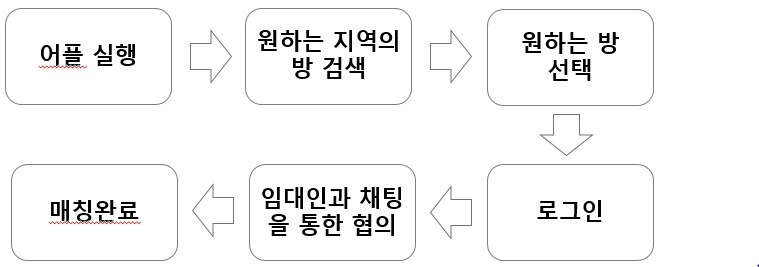 어플 실행
원하는 지역의
방 검색
원하는 방
선택
로그인
임대인과 채팅
을 통한 협의
매칭완료